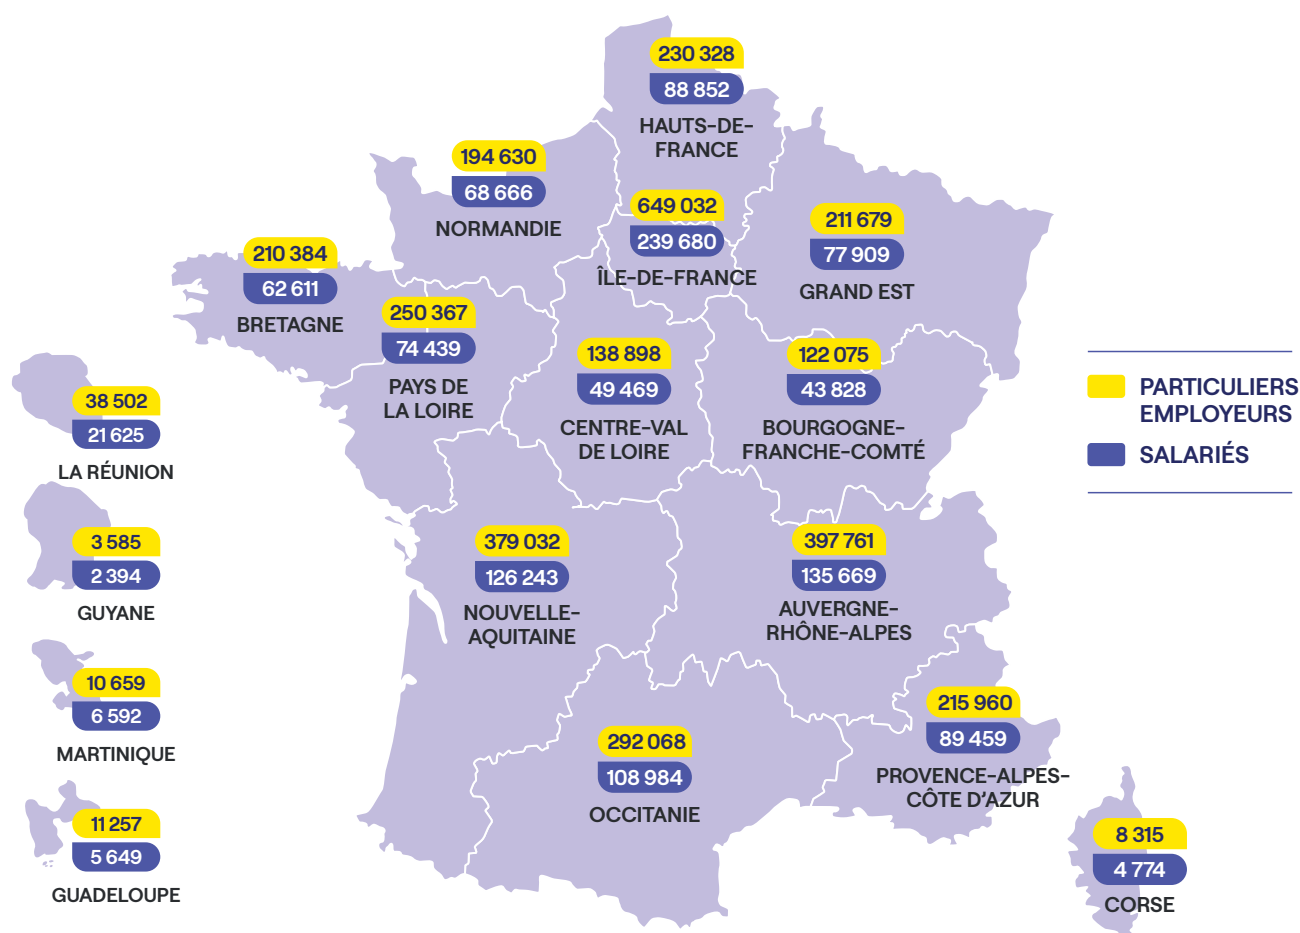 230 328
88 852
HAUTS-DE-
FRANCE
194 630
68 666
NORMANDIE
649 032
239 680
ÎLE-DE-FRANCE
211 679
77 909
GRAND EST
210 384
62 611
BRETAGNE
250 367
74 439
PAYS DE
LA LOIRE
138 898
49 469
CENTRE-VAL
DE LOIRE
122 075
43 828
BOURGOGNE-
FRANCHE-COMTÉ
PARTICULIERS
EMPLOYEURS
SALARIÉS
38 502
21 625
LA RÉUNION
3 585
2 394
GUYANE
379 032
126 243
NOUVELLE-
AQUITAINE
397 761
135 669
AUVERGNE-
RHÔNE-ALPES
10 659
6 592
MARTINIQUE
292 068
108 984
OCCITANIE
215 960
89 459
PROVENCE-ALPES-
CÔTE D'AZUR
11 257
5 649
GUADELOUPE
8 315
4 774
CORSE